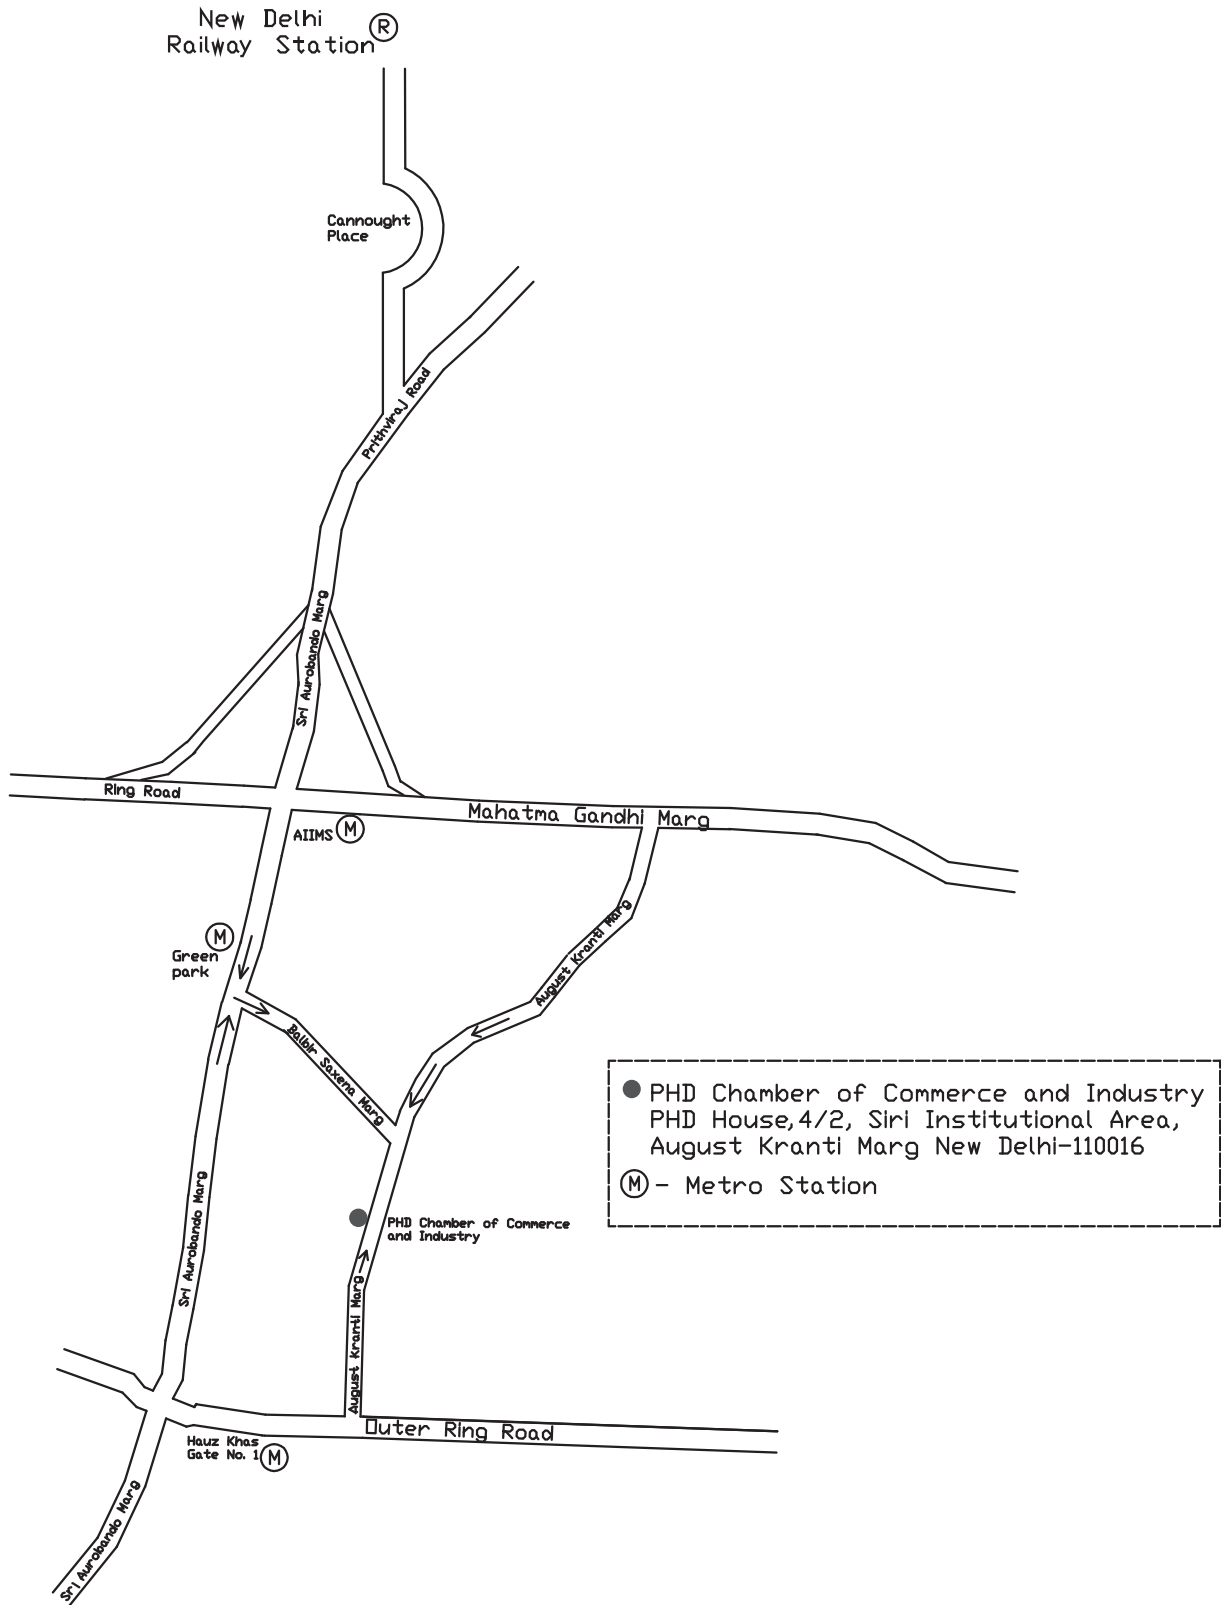 New Delhi
Railway Station
R
Cannought
Place
Prithviraj Road
Sri Aurobando Marg
Ring Road
Mahatma Gandhi Marg
AIIMS
M
August Kranti Marg
M
Green
park
Balbir Saxena Marg
PHD Chamber of Commerce and Industry
PHD House,4/2, Siri Institutional Area,
August Kranti Marg New Delhi-110016
M - Metro Station
Sri Aurobando Marg
PHD Chamber of Commerce
and Industry
August Kranti Marg
Outer Ring Road
Hauz Khas
Gate No. 1
M
Sri Aurobando Marg